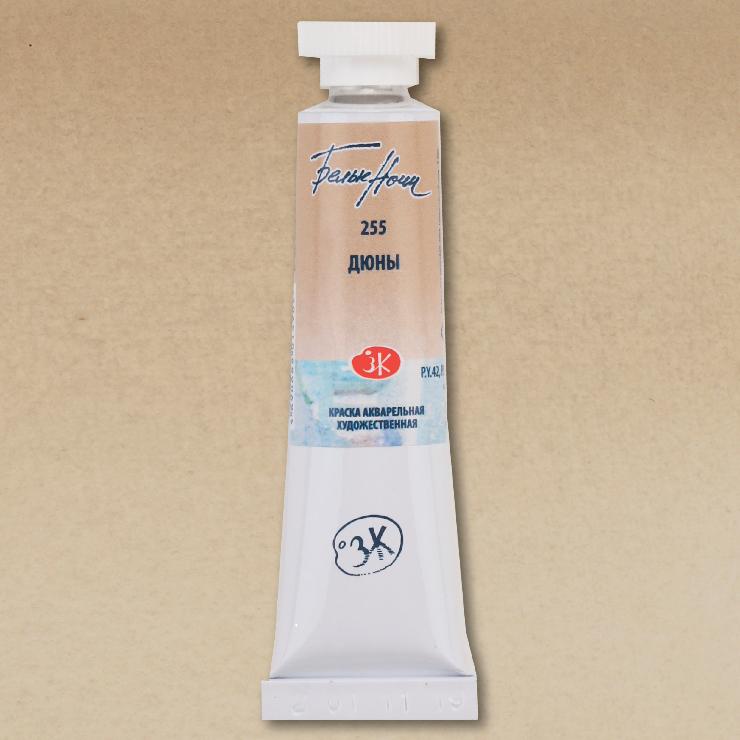 Белые Ночи
255
ДЮНЫ
ЗК
P.Y.42,
КРАСКА АКВАРЕЛЬНАЯ
ХУДОЖЕСТВЕННАЯ
ЗК